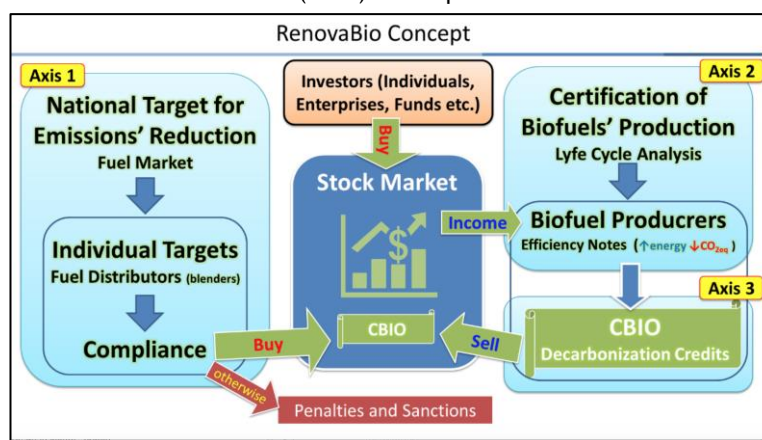 RenovaBio Concept
Axis 1
National Target for
Emissions' Reduction
Fuel Market
Individual Targets
Fuel Distributors (blenders)
Compliance
Investors (Individuals,
Enterprises, Funds etc.)
Buy
Stock Market
$
Income
CBIO
Buy
Sell
otherwise
Penalties and Sanctions
Axis 2
Certification of
Biofuels' Production
Lyfe Cycle Analysis
Biofuel Producrers
Efficiency Notes (↑energy ↓CO2eq )
Axis 3
CBIO
Decarbonization Credits